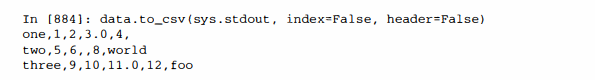 In [884]: data.to_csv(sys.stdout, index=False, header=False)
one,1,2,3.0,4,
two,5,6,,8,world
three,9,10,11.0,12,foo